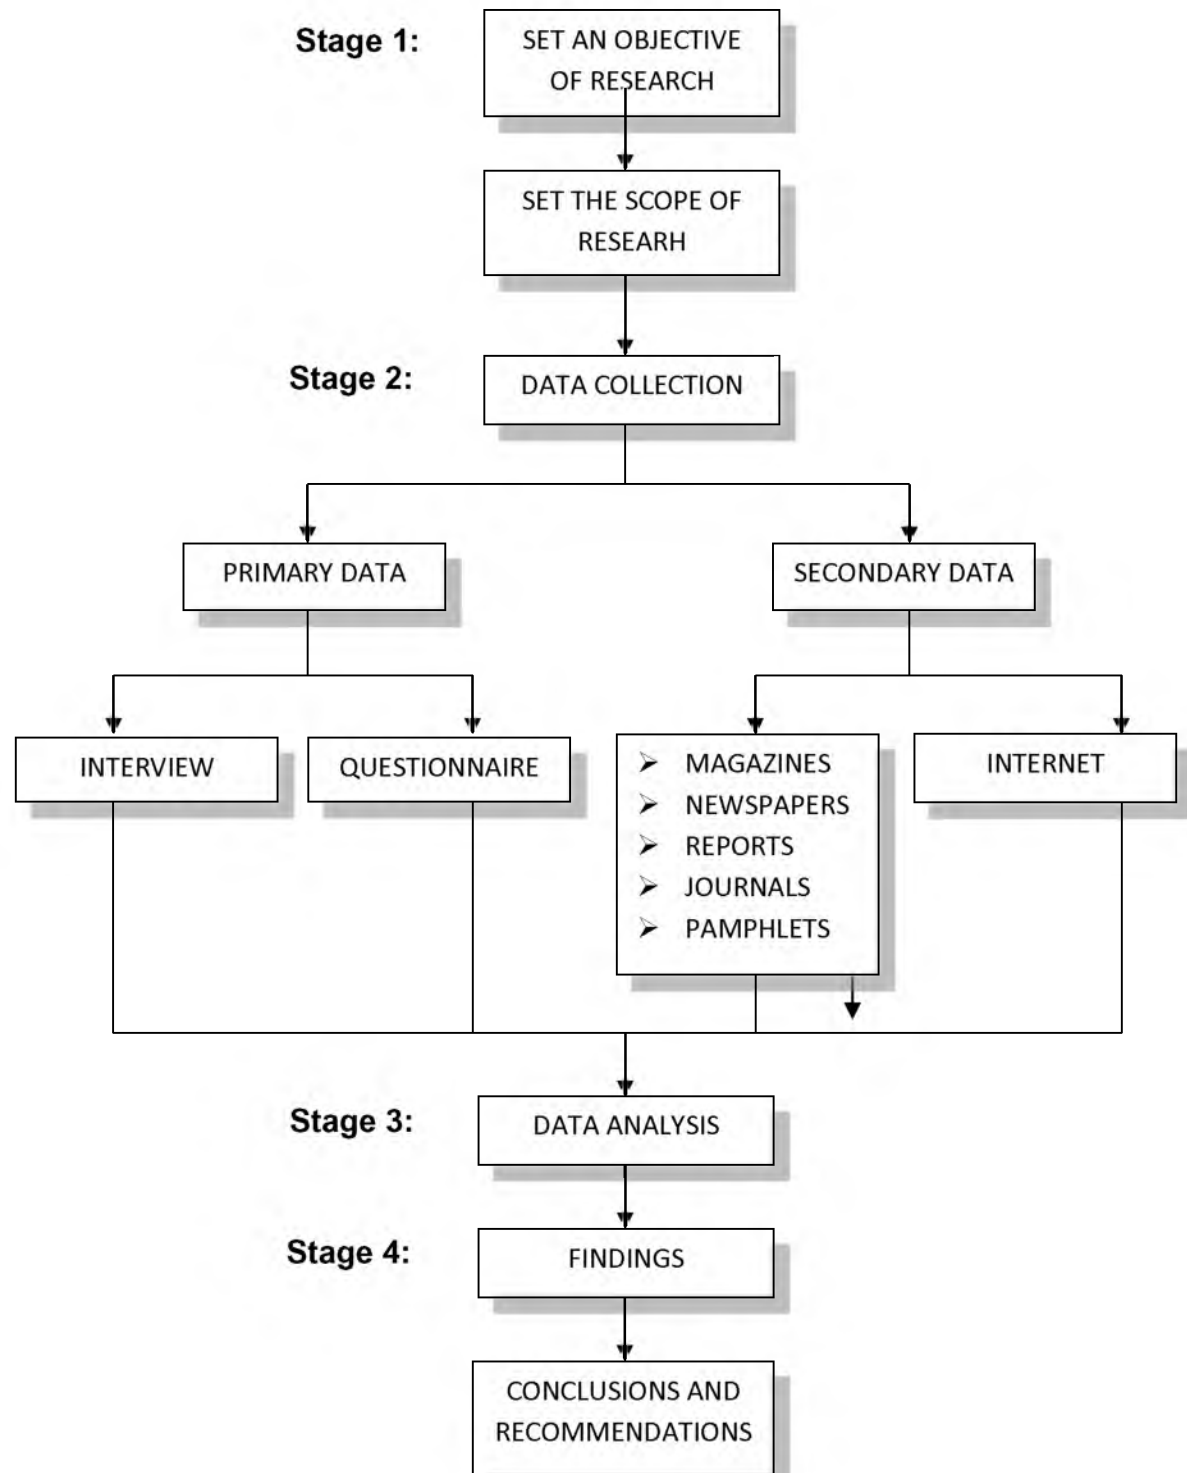 Stage 1:
SET AN OBJECTIVE
OF RESEARCH
SET THE SCOPE OF
RESEARH
Stage 2:
DATA COLLECTION
PRIMARY DATA
SECONDARY DATA
INTERVIEW
QUESTIONNAIRE
➢ MAGAZINES
➢ NEWSPAPERS
➢ REPORTS
➢ JOURNALS
➢ PAMPHLETS
INTERNET
Stage 3:
DATA ANALYSIS
Stage 4:
FINDINGS
CONCLUSIONS AND
RECOMMENDATIONS